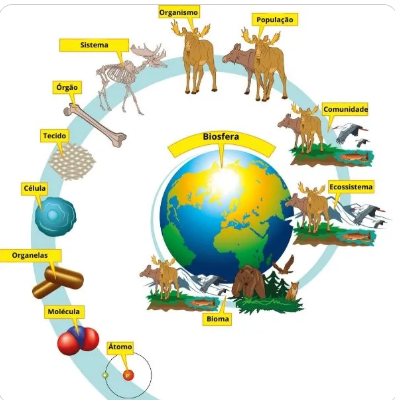 Organismo
População
Sistema
Órgão
Comunidade
Tecido
Biosfera
Célula
Ecossistema
Organelas
Molécula
Bioma
Átomo